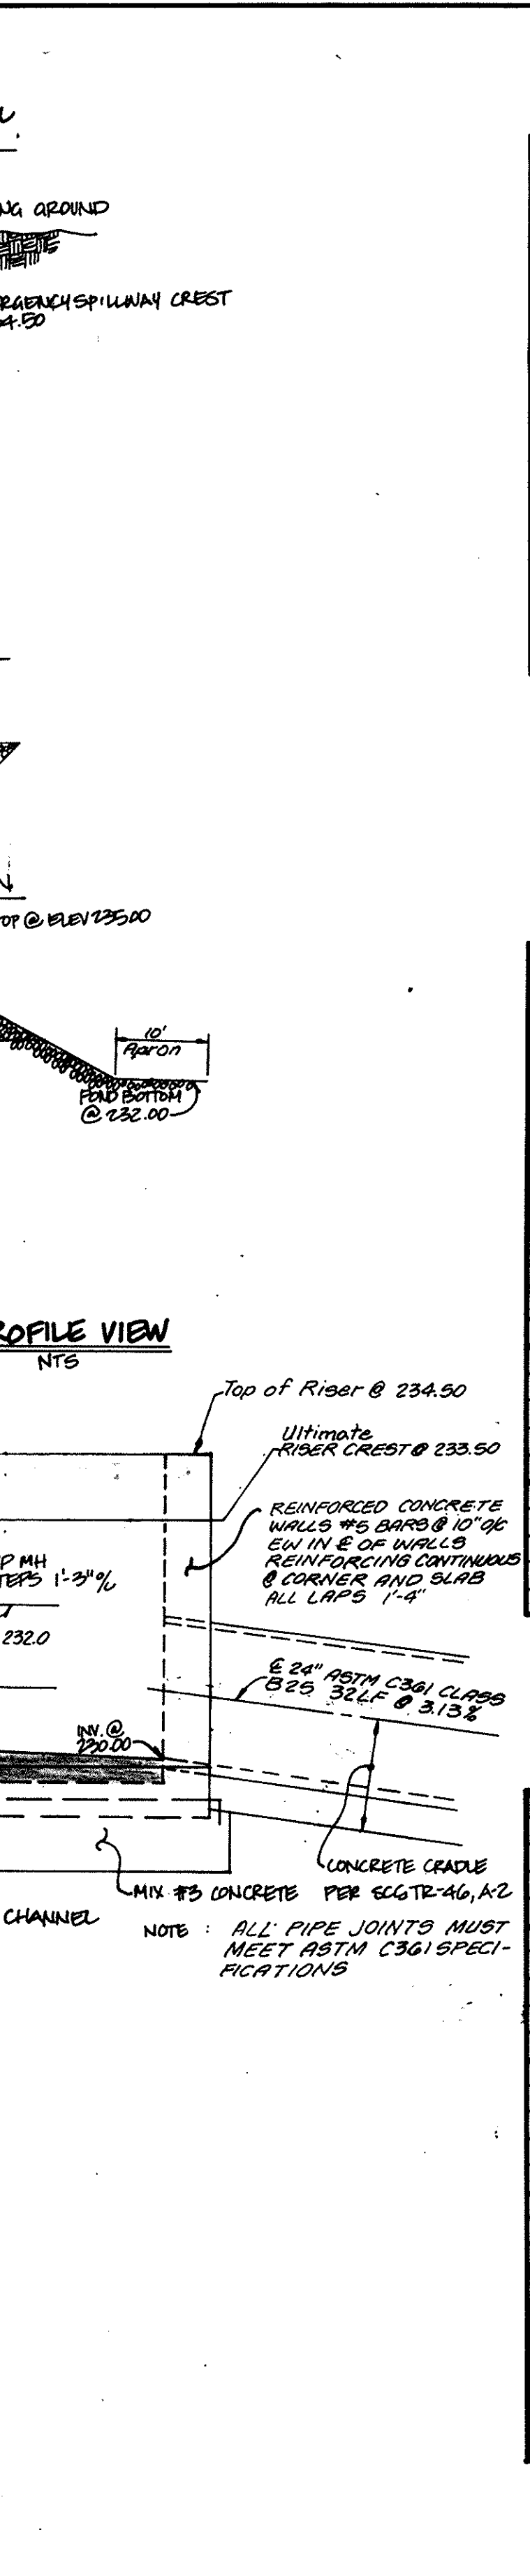 NG GROUND
RGENCY SPILLWAY CREST
4.50
OP @ ELEV 235.00
10'
Apron
POND BOTTOM
@ 232.00
ROFILE VIEW
NTS
Top of Riser @ 234.50
Ultimate
RISER CREST @ 233.50
REINFORCED CONCRETE
WALLS #5 BARS @ 10" O/C
EW IN ℄ OF WALLS
REINFORCING CONTINUOUS
@ CORNER AND SLAB
ALL LAPS 1'-4"
P MH
TEPS 1'-3" %
232.0
℄ 24" ASTM C361 CLASS
B25 32LF @ 3.13%
INV. @
230.00
CONCRETE CRADLE
PER SCG TR-46, A-2
MIX #3 CONCRETE
CHANNEL
NOTE : ALL PIPE JOINTS MUST
MEET ASTM C361 SPECI-
FICATIONS